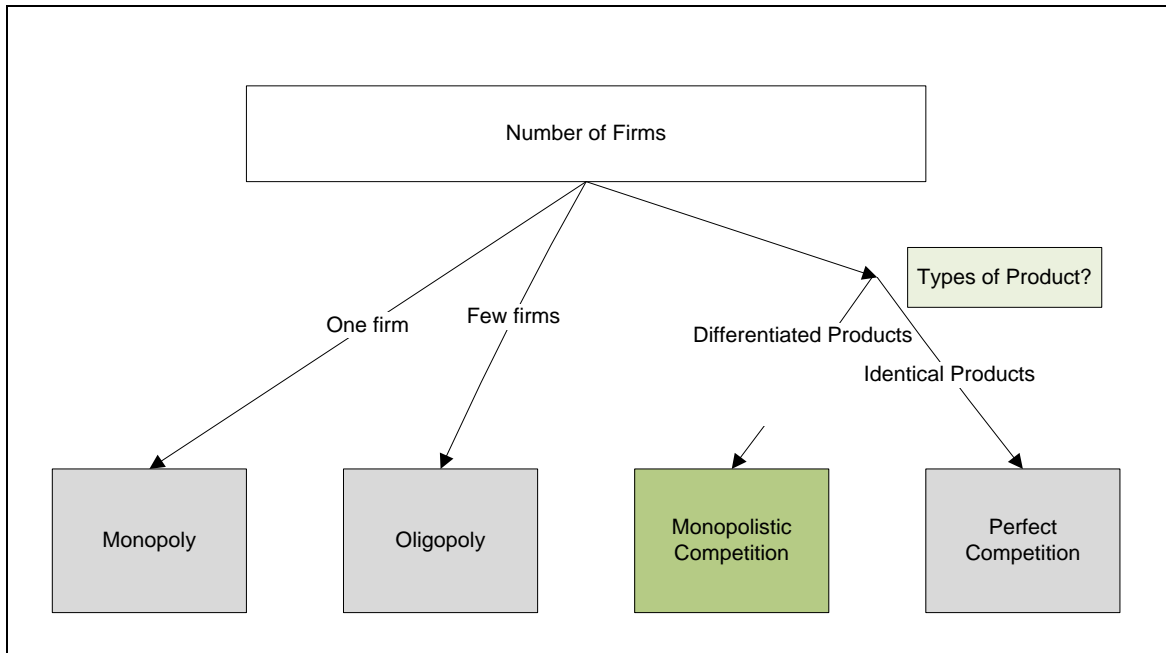 Number of Firms
Types of Product?
One firm
Few firms
Differentiated Products
Identical Products
Monopoly
Oligopoly
Monopolistic
Competition
Perfect
Competition